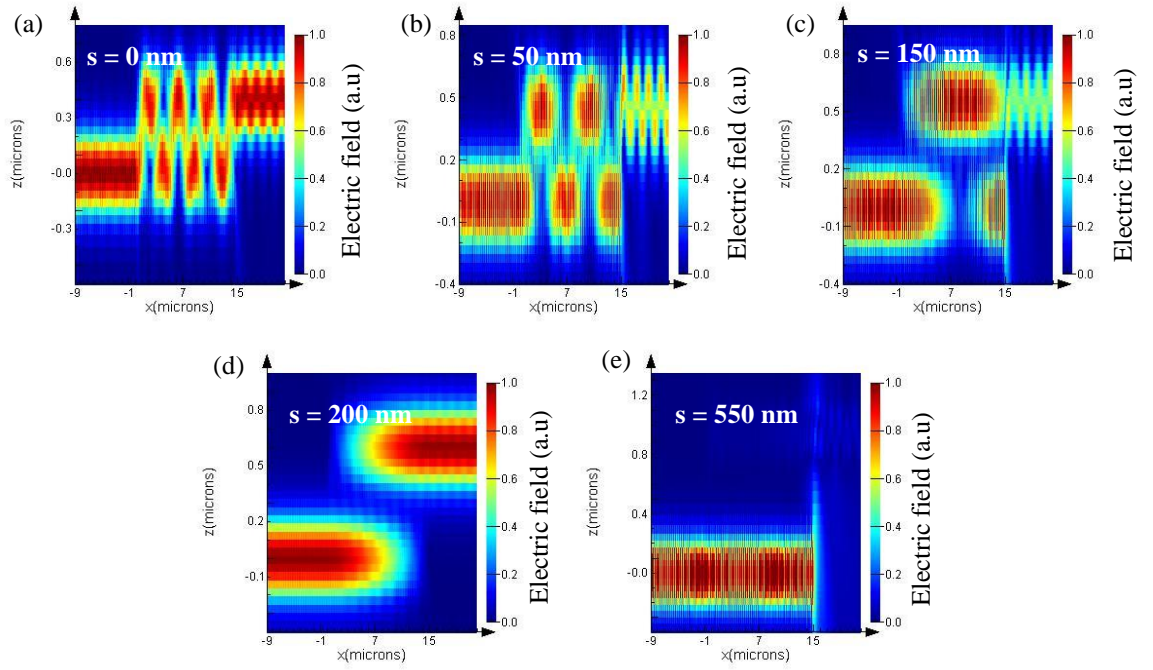 (a)
s = 0 nm
z(microns)
0.6
0.3
-0.0
-0.3
-9
-1
7
15
x(microns)
1.0
0.8
0.6
0.4
0.2
0.0
Electric field (a.u)
(b)
s = 50 nm
z(microns)
0.8
0.5
0.2
-0.1
-0.4
-9
-1
7
15
x(microns)
1.0
0.8
0.6
0.4
0.2
0.0
Electric field (a.u)
(c)
s = 150 nm
z(microns)
0.8
0.5
0.2
-0.1
-0.4
-9
-1
7
15
x(microns)
1.0
0.8
0.6
0.4
0.2
0.0
Electric field (a.u)
(d)
s = 200 nm
z(microns)
0.8
0.5
0.2
-0.1
-9
7
15
x(microns)
1.0
0.8
0.6
0.4
0.2
0.0
Electric field (a.u)
(e)
s = 550 nm
z(microns)
1.2
0.8
0.4
-0.0
-9
-1
7
15
x(microns)
1.0
0.8
0.6
0.4
0.2
0.0
Electric field (a.u)